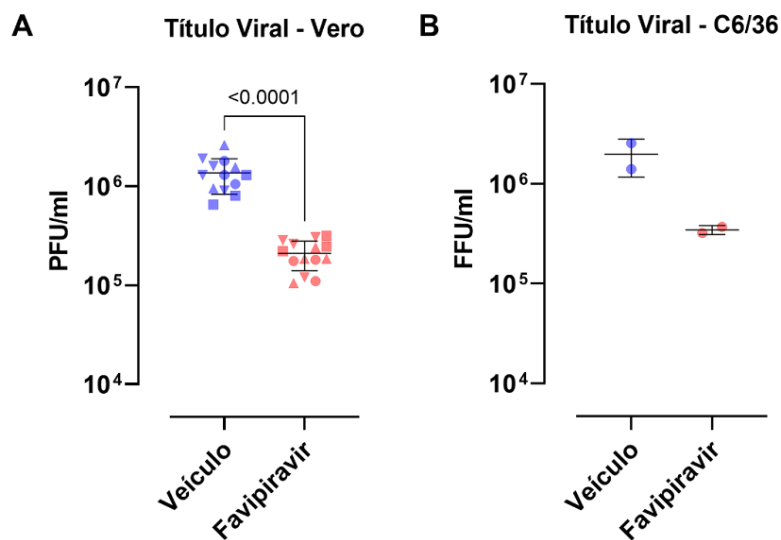 A
Título Viral - Vero
PFU/ml
10⁷
10⁶
10⁵
10⁴
<0.0001
Veículo
Favipiravir
B
Título Viral - C6/36
FFU/ml
10⁷
10⁶
10⁵
10⁴
Veículo
Favipiravir